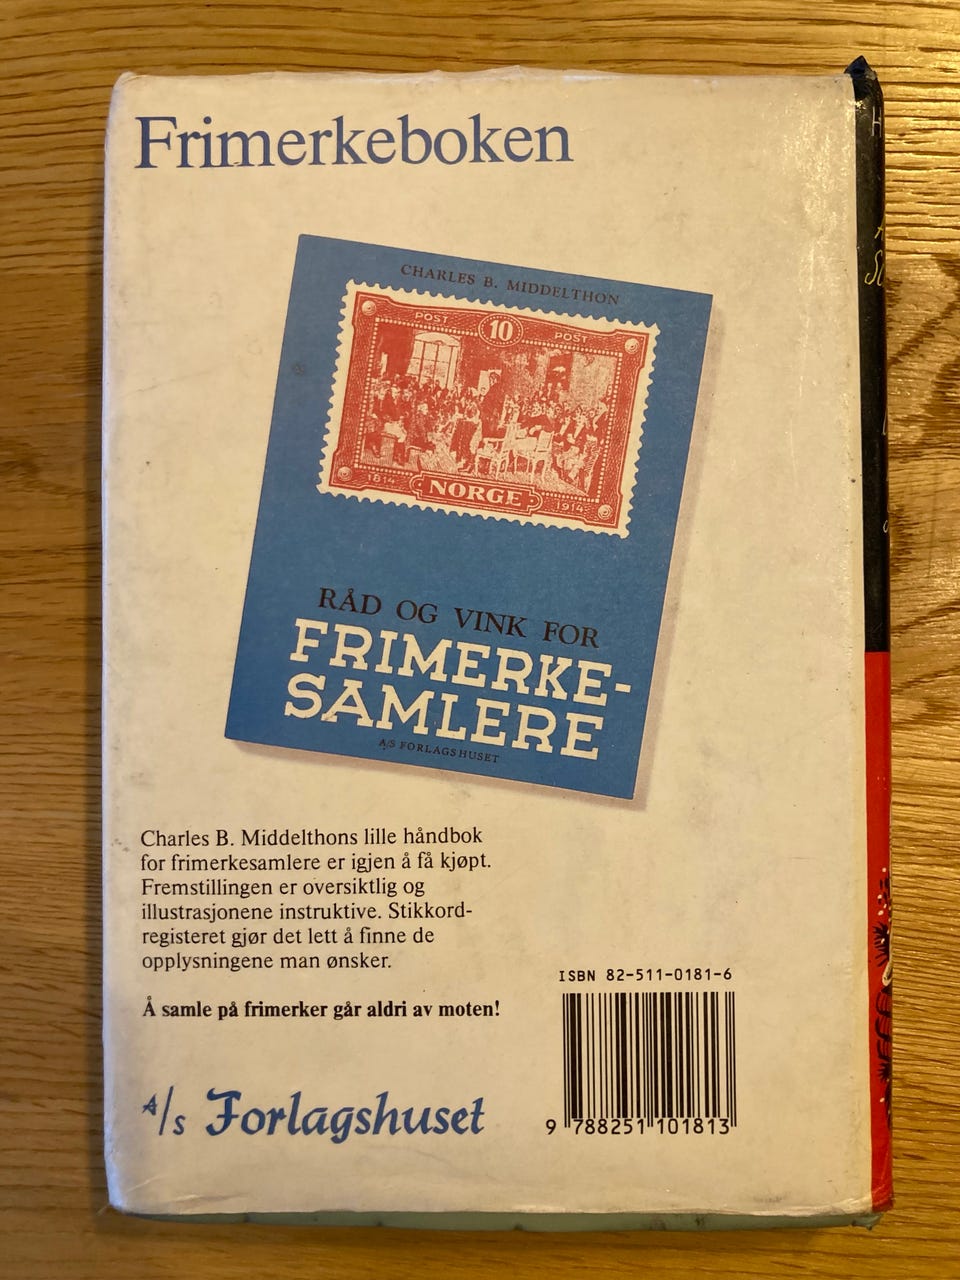 Frimerkeboken
CHARLES B. MIDDELTHON
POST 10 POST
1814 NORGE 1914
RÅD OG VINK FOR
FRIMERKE-
SAMLERE
A/S FORLAGSHUSET
Charles B. Middelthons lille håndbok
for frimerkesamlere er igjen å få kjøpt.
Fremstillingen er oversiktlig og
illustrasjonene instruktive. Stikkord-
registeret gjør det lett å finne de
opplysningene man ønsker.
Å samle på frimerker går aldri av moten!
A/s Forlagshuset
ISBN 82-511-0181-6
9 788251 101813